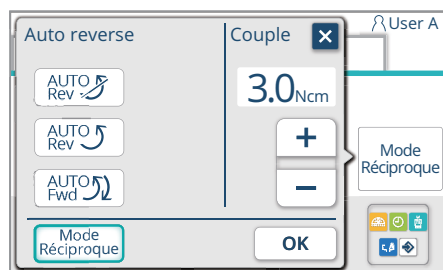 Auto reverse
Couple
User A
AUTO
Rev
3.0Ncm
AUTO
Rev
+
Mode
Réciproque
AUTO
Fwd
−
Mode
Réciproque
OK